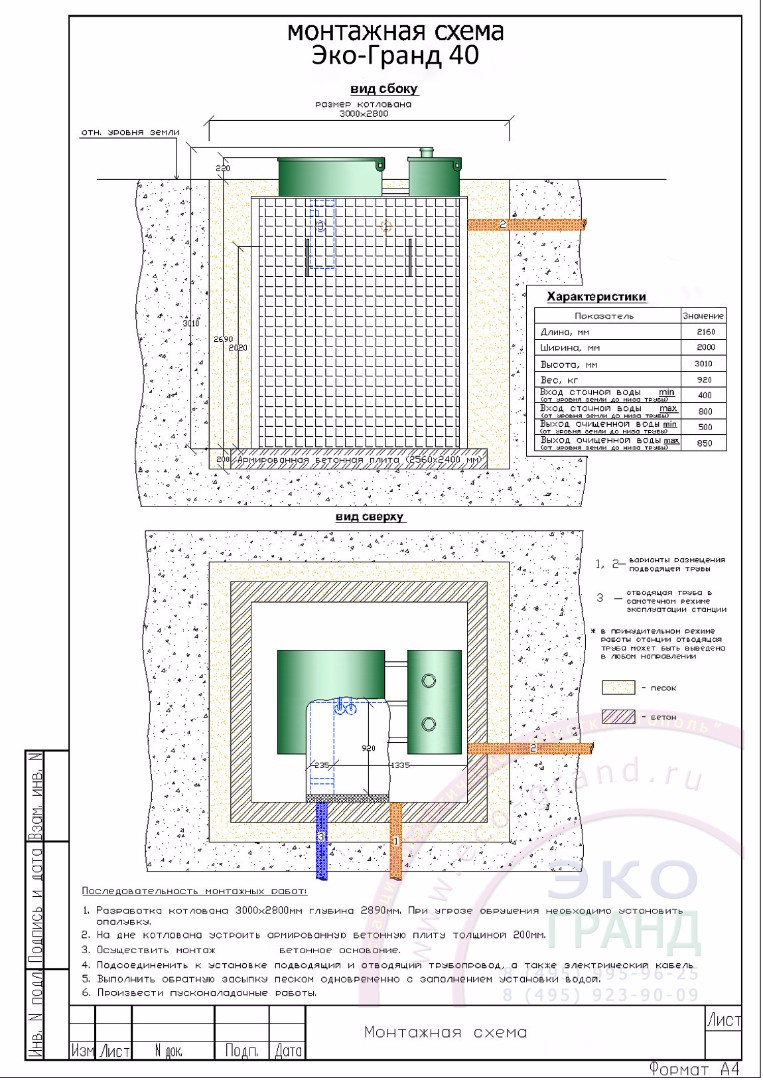 монтажная схема
Эко-Гранд 40
вид сбоку
размер котлована
3000х2800
отн. уровня земли
220
3010
2690
2020
200
Армированная бетонная плита (2560х2400 мм)
2
Характеристики
Показатель Значение
Длина, мм 2160
Ширина, мм 2000
Высота, мм 3010
Вес, кг 920
Вход сточной воды min 400
(от уровня земли до низа трубы)
Вход сточной воды max 800
(от уровня земли до низа трубы)
Выход очищенной воды min 500
(от уровня земли до низа трубы)
Выход очищенной воды max 850
(от уровня земли до низа трубы)
вид сверху
1, 2— варианты размещения
подводящей трубы
3 — отводящая труба в
самотечном режиме
эксплуатации станции
* в принудительном режиме
работы станции отводящая
труба может быть выведена
в любом направлении
- песок
- бетон
920
235
1335
2
3
1
www.eco-grand.ru
ЭКО
ГРАНД
8 (495) 995-96-25
8 (495) 923-90-09
Последовательность монтажных работ:
1. Разработка котлована 3000х2800мм глубина 2890мм. При угрозе обрушения необходимо установить
опалубку.
2. На дне котлована устроить армированную бетонную плиту толщиной 200мм.
3. Осуществить монтаж бетонное основание.
4. Подсоединить к установке подводящий и отводящий трубопровод, а также электрический кабель
5. Выполнить обратную засыпку песком одновременно с заполнением установки водой.
6. Произвести пусконаладочные работы.
Взам. инв. N
Подпись и дата
Инв. N подл.
Изм Лист N док. Подп. Дата
Монтажная схема
Лист
Формат А4